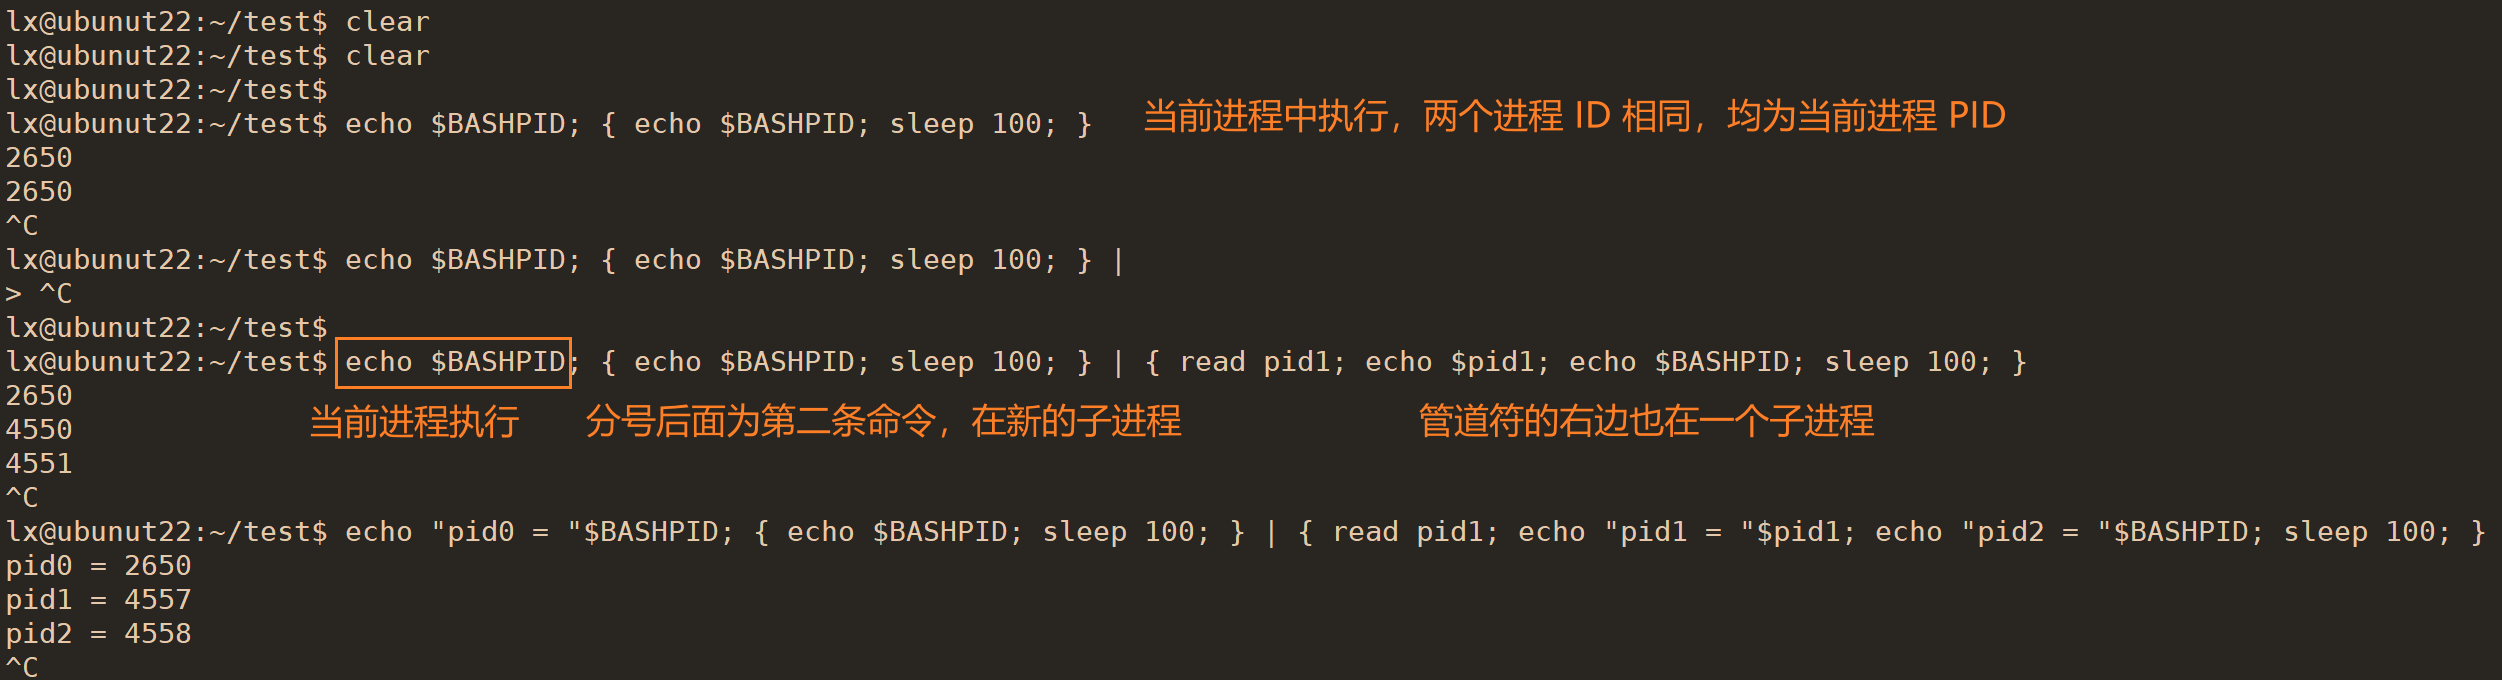 lx@ubunut22:~/test$ clear
lx@ubunut22:~/test$ clear
lx@ubunut22:~/test$
lx@ubunut22:~/test$ echo $BASHPID; { echo $BASHPID; sleep 100; } 当前进程中执行，两个进程 ID 相同，均为当前进程 PID
2650
2650
^C
lx@ubunut22:~/test$ echo $BASHPID; { echo $BASHPID; sleep 100; } |
> ^C
lx@ubunut22:~/test$
lx@ubunut22:~/test$ echo $BASHPID; { echo $BASHPID; sleep 100; } | { read pid1; echo $pid1; echo $BASHPID; sleep 100; }
2650
当前进程执行 分号后面为第二条命令，在新的子进程 管道符的右边也在一个子进程
4550
4551
^C
lx@ubunut22:~/test$ echo "pid0 = "$BASHPID; { echo $BASHPID; sleep 100; } | { read pid1; echo "pid1 = "$pid1; echo "pid2 = "$BASHPID; sleep 100; }
pid0 = 2650
pid1 = 4557
pid2 = 4558
^C